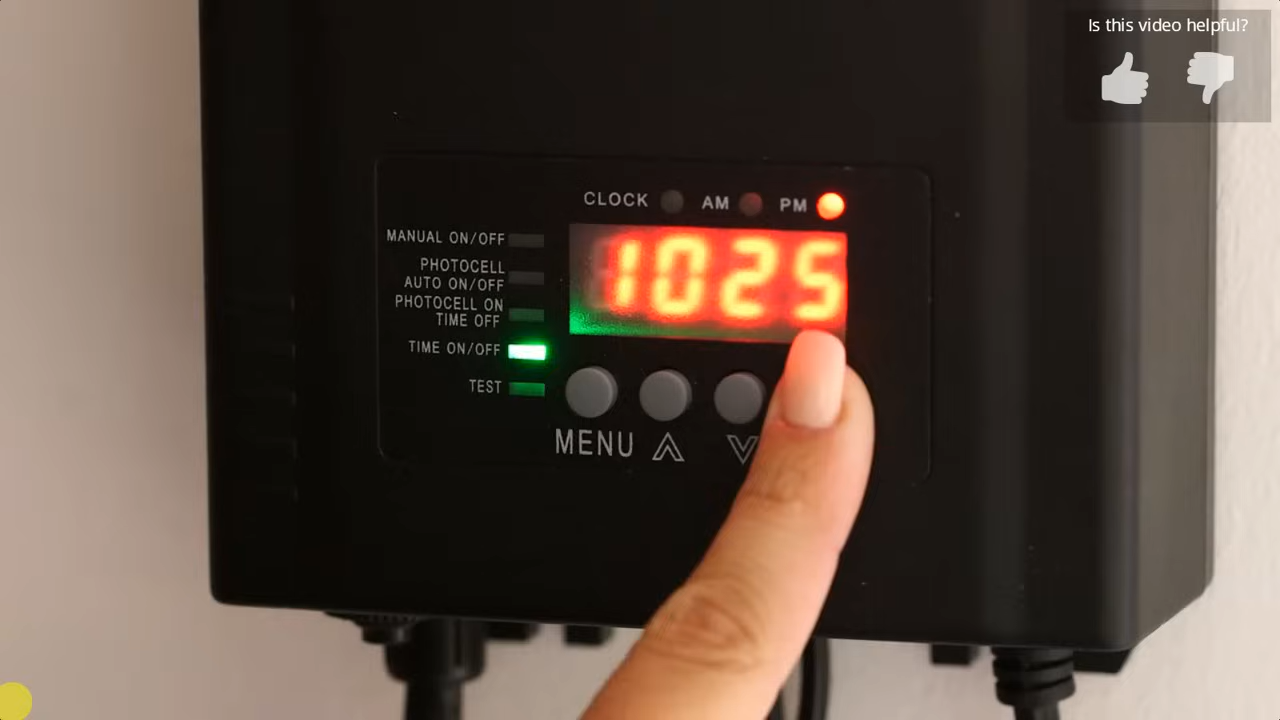 Is this video helpful?
CLOCK AM PM
MANUAL ON/OFF
PHOTOCELL
AUTO ON/OFF
PHOTOCELL ON
TIME OFF
TIME ON/OFF
TEST
1025
MENU